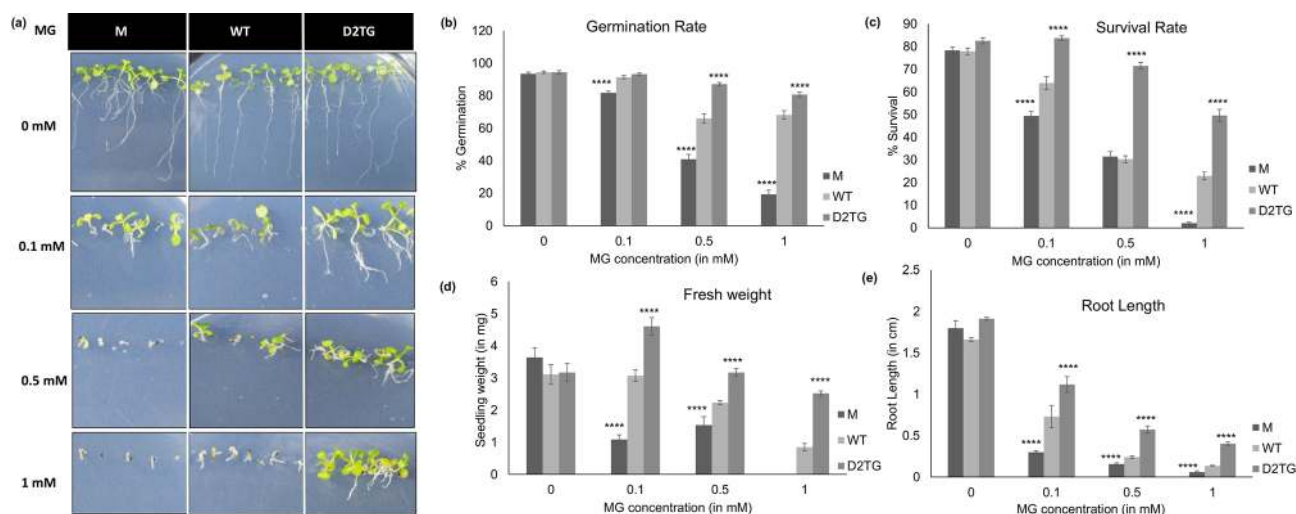 (a)
MG M WT D2TG
0 mM
0.1 mM
0.5 mM
1 mM
(b)
Germination Rate
% Germination
120
100
80
60
40
20
0
****
****
****
****
****
M
WT
D2TG
0 0.1 0.5 1
MG concentration (in mM)
(c)
Survival Rate
% Survival
90
80
70
60
50
40
30
20
10
0
****
****
****
****
****
M
WT
D2TG
0 0.1 0.5 1
MG concentration (in mM)
(d)
Fresh weight
Seedling weight (in mg)
6
5
4
3
2
1
0
****
****
****
****
****
M
WT
D2TG
0 0.1 0.5 1
MG concentration (in mM)
(e)
Root Length
Root Length (in cm)
2.5
2
1.5
1
0.5
0
****
****
****
****
****
****
M
WT
D2TG
0 0.1 0.5 1
MG concentration (in mM)